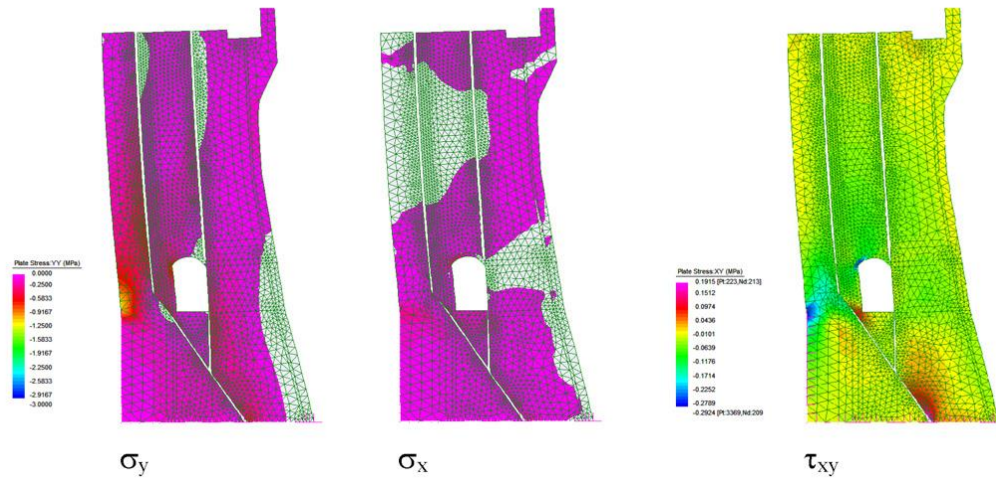 Plate Stress:YY (MPa)
0.0000
-0.2500
-0.5833
-0.9167
-1.2500
-1.5833
-1.9167
-2.2500
-2.5833
-2.9167
-3.0000
Plate Stress:XY (MPa)
0.1915 [Pt:223,Nd:213]
0.1512
0.0974
0.0436
-0.0101
-0.0639
-0.1176
-0.1714
-0.2252
-0.2789
-0.2924 [Pt:3369,Nd:209
σy
σx
τxy